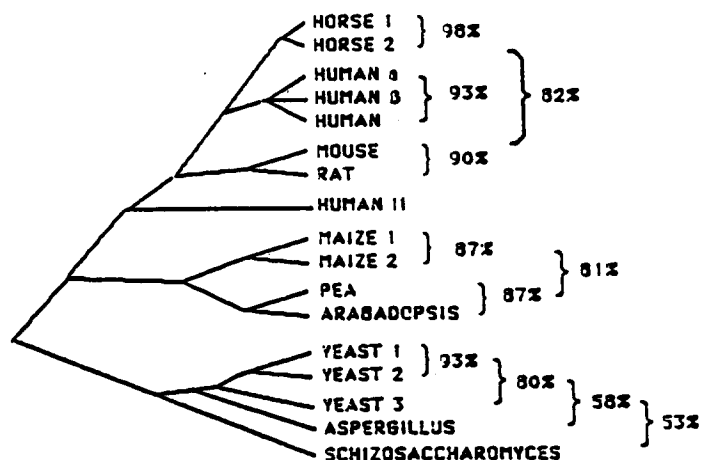 HORSE 1
98%
HORSE 2
HUMAN α
HUMAN β
93%
82%
HUMAN
MOUSE
90%
RAT
HUMAN II
MAIZE 1
87%
MAIZE 2
81%
PEA
87%
ARABADOPSIS
YEAST 1
93%
YEAST 2
80%
YEAST 3
58%
ASPERGILLUS
53%
SCHIZOSACCHAROMYCES